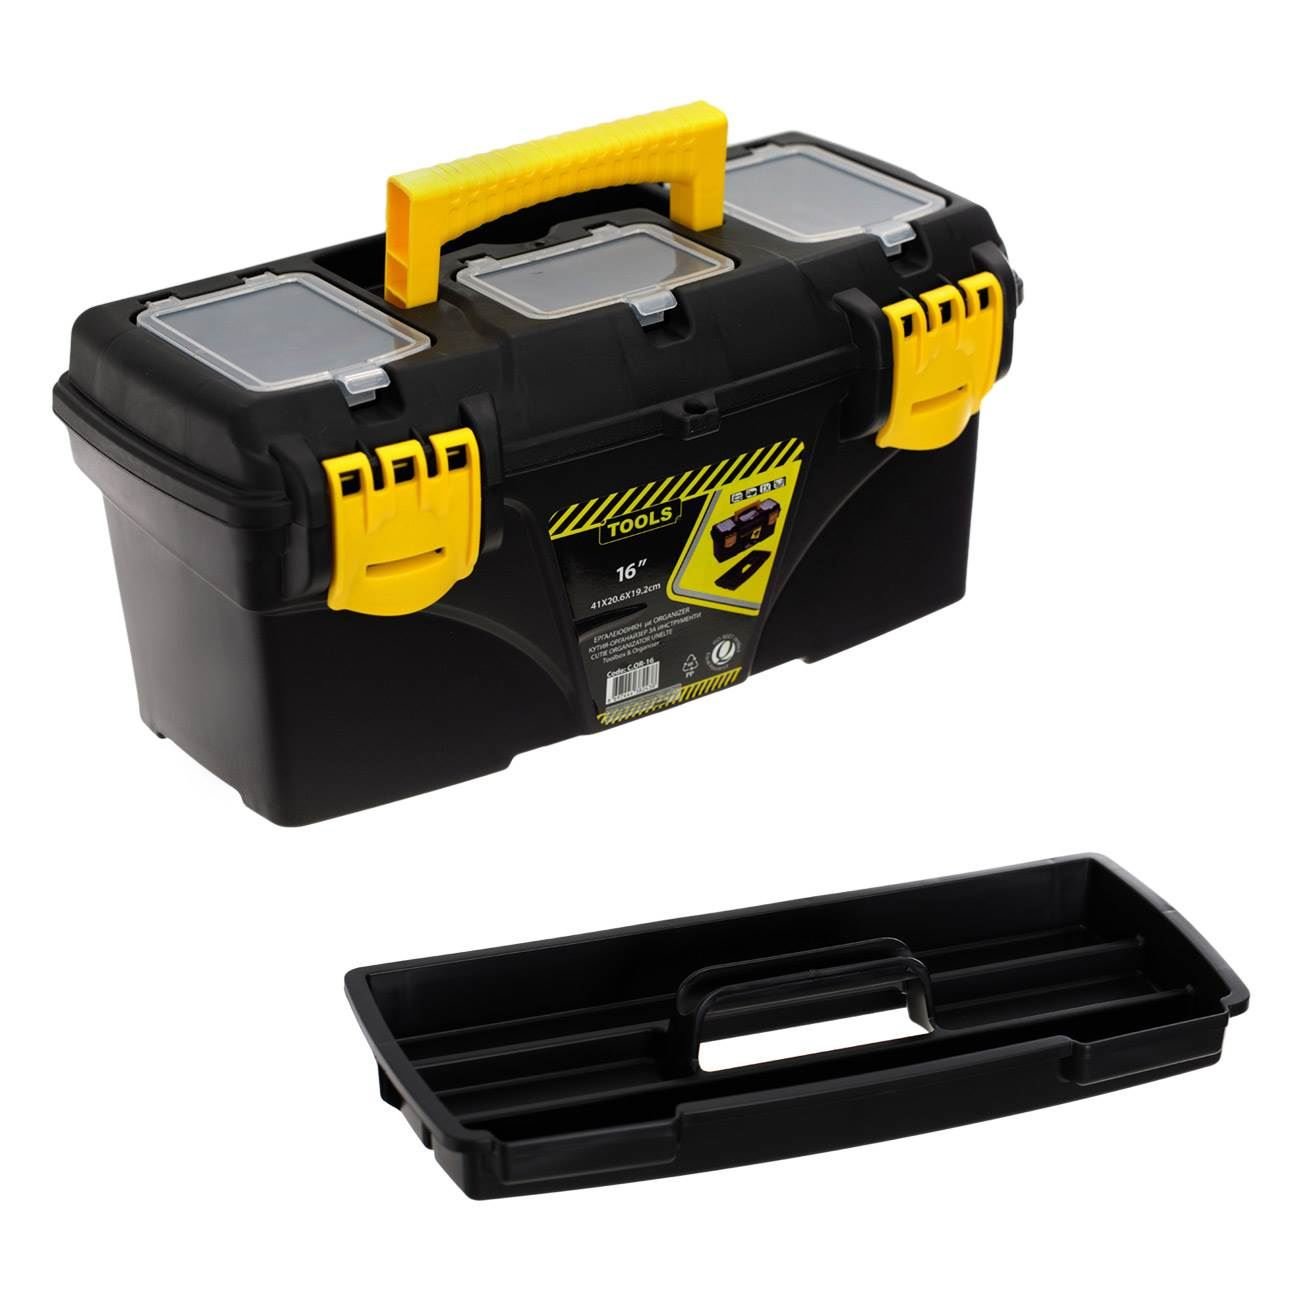 TOOLS
16"
41X20.6X19.2cm
ΕΡΓΑΛΕΙΟΘΗΚΗ με ORGANIZER
КУТИЯ-ОРГАНАЙЗЕР ЗА ИНСТРУМЕНТИ
CUTIE ORGANIZATOR UNELTE
Toolbox & Organiser
Code: C.OR-16
PP